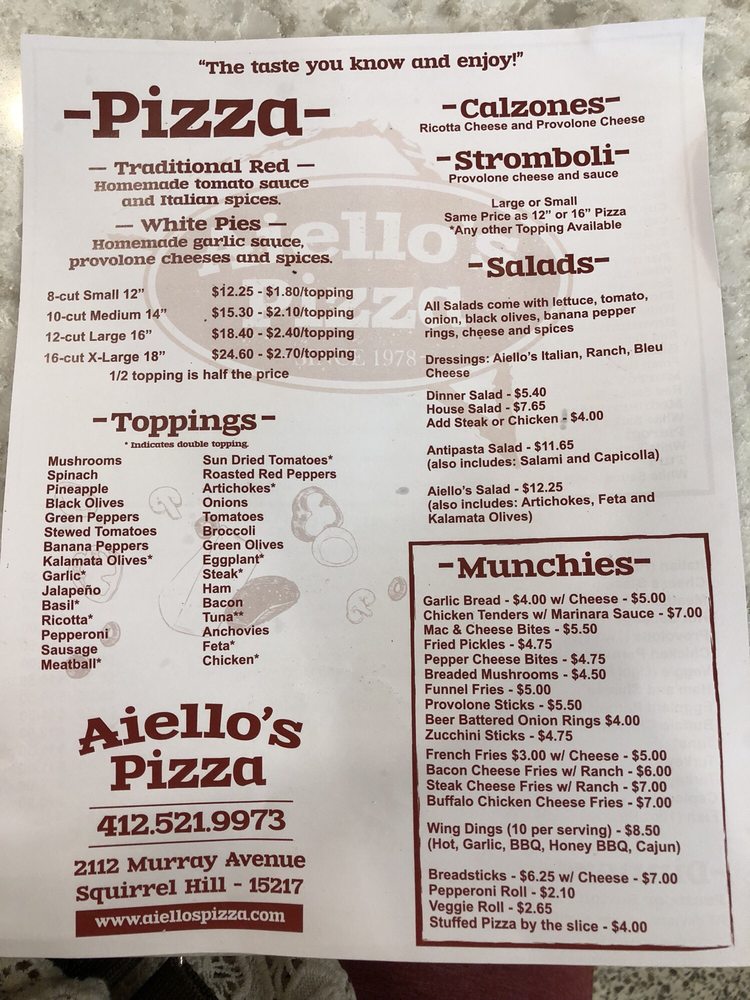 "The taste you know and enjoy!"
-Pizza-
— Traditional Red —
Homemade tomato sauce
and Italian spices.
— White Pies —
Homemade garlic sauce,
provolone cheeses and spices.
8-cut Small 12" $12.25 - $1.80/topping
10-cut Medium 14" $15.30 - $2.10/topping
12-cut Large 16" $18.40 - $2.40/topping
16-cut X-Large 18" $24.60 - $2.70/topping
1/2 topping is half the price
Aiello's
Pizza
SINCE 1978
-Toppings-
* Indicates double topping.
Mushrooms
Spinach
Pineapple
Black Olives
Green Peppers
Stewed Tomatoes
Banana Peppers
Kalamata Olives*
Garlic*
Jalapeño
Basil*
Ricotta*
Pepperoni
Sausage
Meatball*
Sun Dried Tomatoes*
Roasted Red Peppers
Artichokes*
Onions
Tomatoes
Broccoli
Green Olives
Eggplant*
Steak*
Ham
Bacon
Tuna**
Anchovies
Feta*
Chicken*
Aiello's
Pizza
412.521.9973
2112 Murray Avenue
Squirrel Hill - 15217
www.aiellospizza.com
-Calzones-
Ricotta Cheese and Provolone Cheese
-Stromboli-
Provolone cheese and sauce
Large or Small
Same Price as 12" or 16" Pizza
*Any other Topping Available
-Salads-
All Salads come with lettuce, tomato,
onion, black olives, banana pepper
rings, cheese and spices
Dressings: Aiello's Italian, Ranch, Bleu
Cheese
Dinner Salad - $5.40
House Salad - $7.65
Add Steak or Chicken - $4.00
Antipasta Salad - $11.65
(also includes: Salami and Capicolla)
Aiello's Salad - $12.25
(also includes: Artichokes, Feta and
Kalamata Olives)
-Munchies-
Garlic Bread - $4.00 w/ Cheese - $5.00
Chicken Tenders w/ Marinara Sauce - $7.00
Mac & Cheese Bites - $5.50
Fried Pickles - $4.75
Pepper Cheese Bites - $4.75
Breaded Mushrooms - $4.50
Funnel Fries - $5.00
Provolone Sticks - $5.50
Beer Battered Onion Rings $4.00
Zucchini Sticks - $4.75
French Fries $3.00 w/ Cheese - $5.00
Bacon Cheese Fries w/ Ranch - $6.00
Steak Cheese Fries w/ Ranch - $7.00
Buffalo Chicken Cheese Fries - $7.00
Wing Dings (10 per serving) - $8.50
(Hot, Garlic, BBQ, Honey BBQ, Cajun)
Breadsticks - $6.25 w/ Cheese - $7.00
Pepperoni Roll - $2.10
Veggie Roll - $2.65
Stuffed Pizza by the slice - $4.00